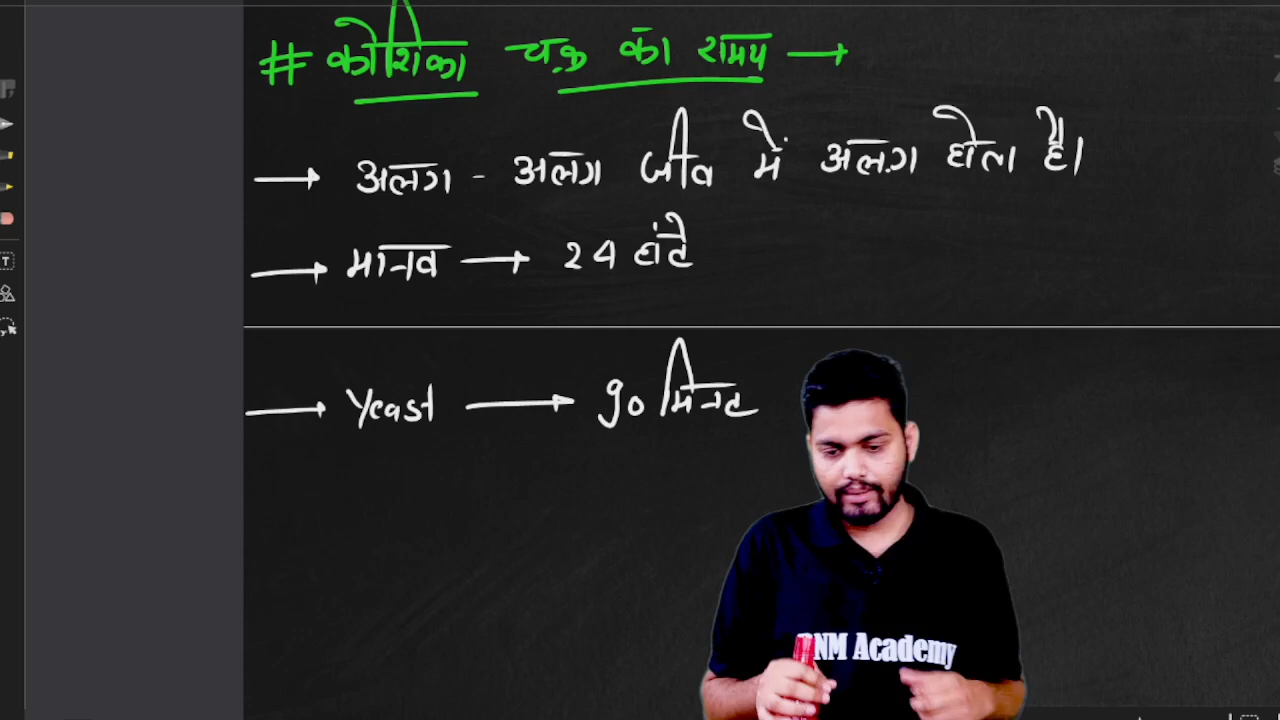 # कोशिका चक्र का समय →
→ अलग - अलग जीव में अलग होता है।
→ मानव → 24 घंटे
→ Yeast → 90 मिनट
NM Academy